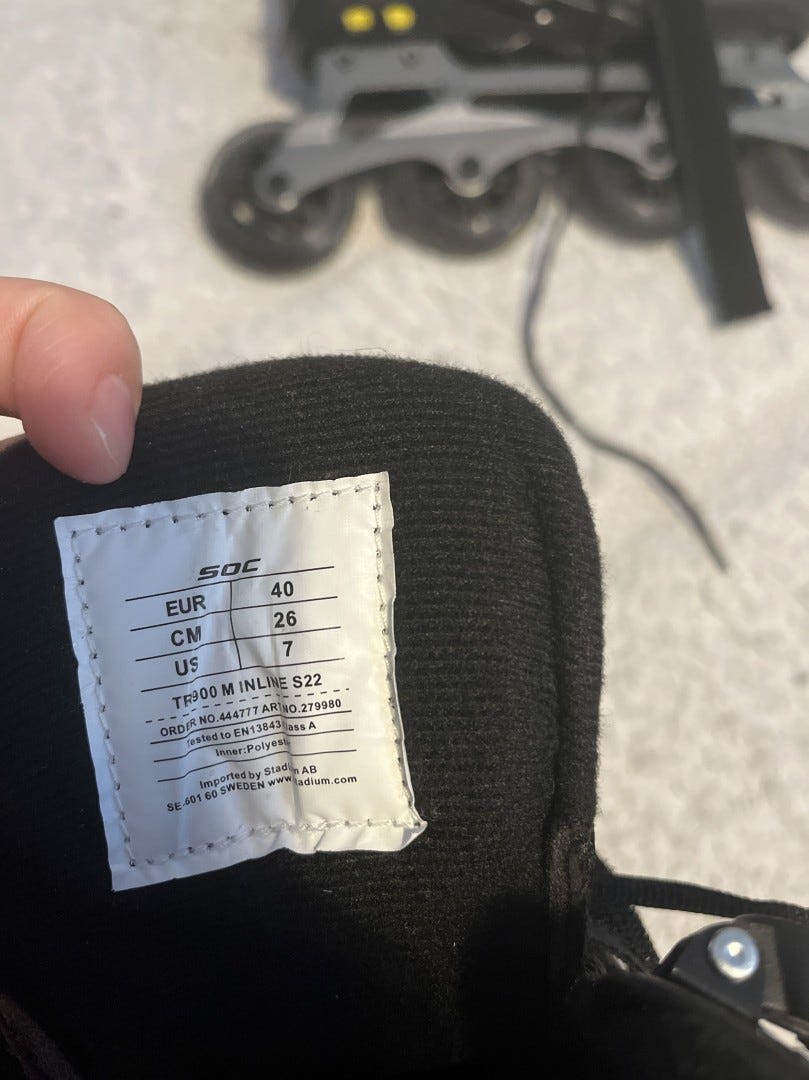 SOC
EUR 40
CM 26
US 7
TR900 M INLINE S22
ORDER NO.444777 ART NO.279980
Tested to EN13843 Class A
Inner:Polyester
Imported by Stadium AB
SE-601 60 SWEDEN www.stadium.com